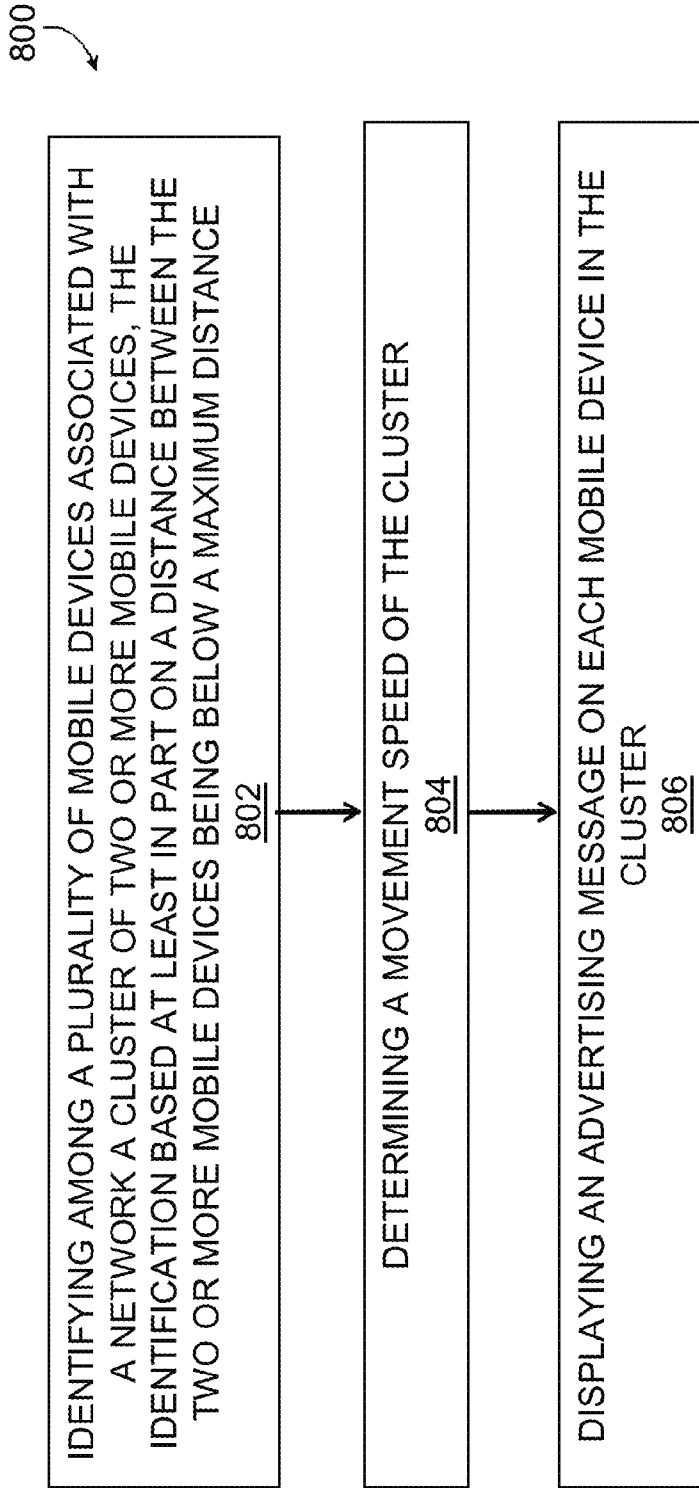 800
IDENTIFYING AMONG A PLURALITY OF MOBILE DEVICES ASSOCIATED WITH
A NETWORK A CLUSTER OF TWO OR MORE MOBILE DEVICES, THE
IDENTIFICATION BASED AT LEAST IN PART ON A DISTANCE BETWEEN THE
TWO OR MORE MOBILE DEVICES BEING BELOW A MAXIMUM DISTANCE
802
DETERMINING A MOVEMENT SPEED OF THE CLUSTER
804
DISPLAYING AN ADVERTISING MESSAGE ON EACH MOBILE DEVICE IN THE
CLUSTER
806